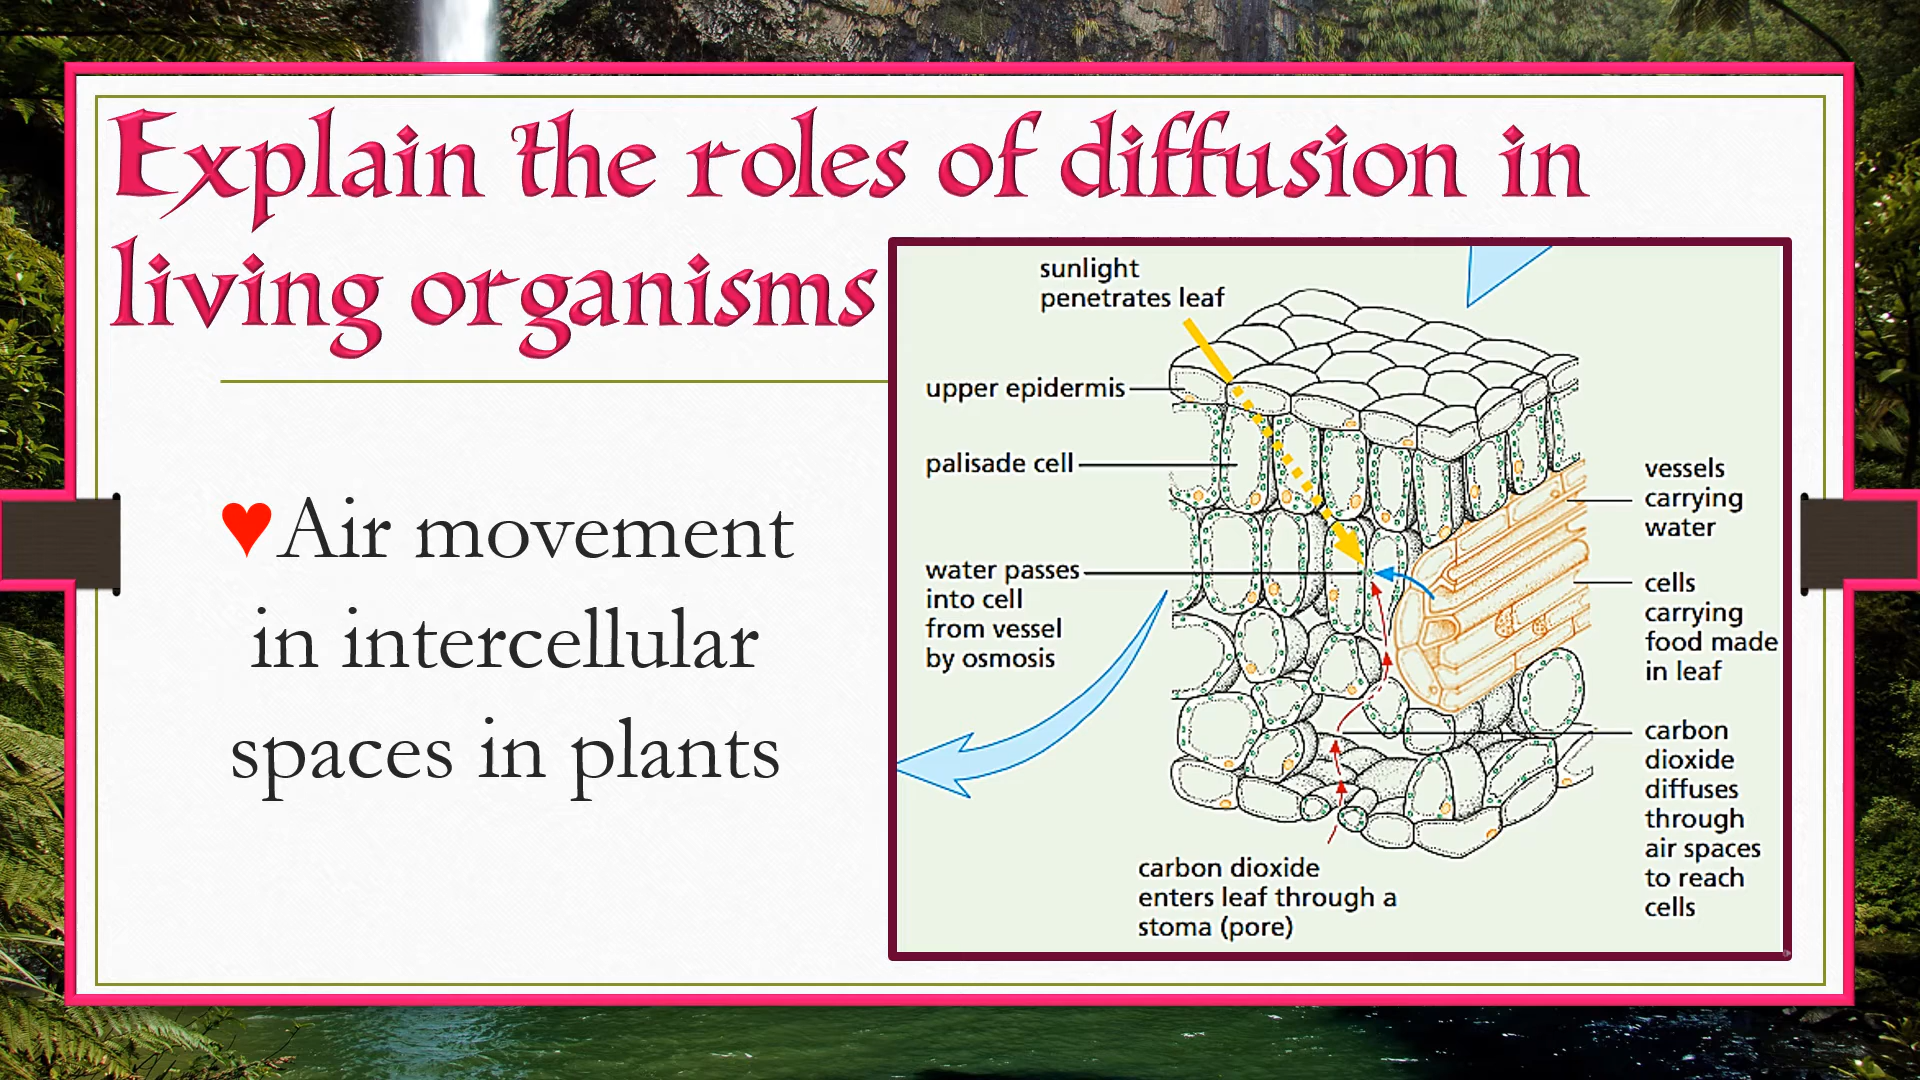 Explain the roles of diffusion in
living organisms
♥Air movement
in intercellular
spaces in plants
sunlight
penetrates leaf
upper epidermis
palisade cell
water passes
into cell
from vessel
by osmosis
vessels
carrying
water
cells
carrying
food made
in leaf
carbon
dioxide
diffuses
through
air spaces
to reach
cells
carbon dioxide
enters leaf through a
stoma (pore)